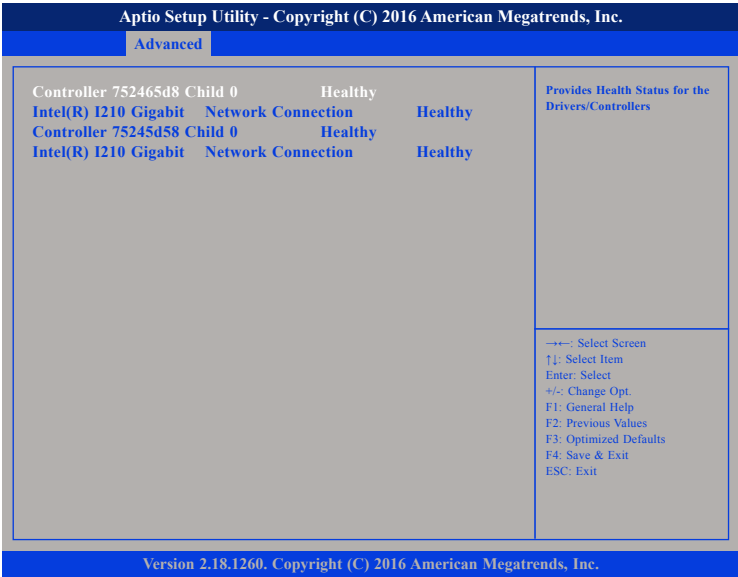 Aptio Setup Utility - Copyright (C) 2016 American Megatrends, Inc.
Advanced
Controller 752465d8 Child 0 Healthy
Intel(R) I210 Gigabit Network Connection Healthy
Controller 75245d58 Child 0 Healthy
Intel(R) I210 Gigabit Network Connection Healthy
Provides Health Status for the
Drivers/Controllers
→←: Select Screen
↑↓: Select Item
Enter: Select
+/-: Change Opt.
F1: General Help
F2: Previous Values
F3: Optimized Defaults
F4: Save & Exit
ESC: Exit
Version 2.18.1260. Copyright (C) 2016 American Megatrends, Inc.